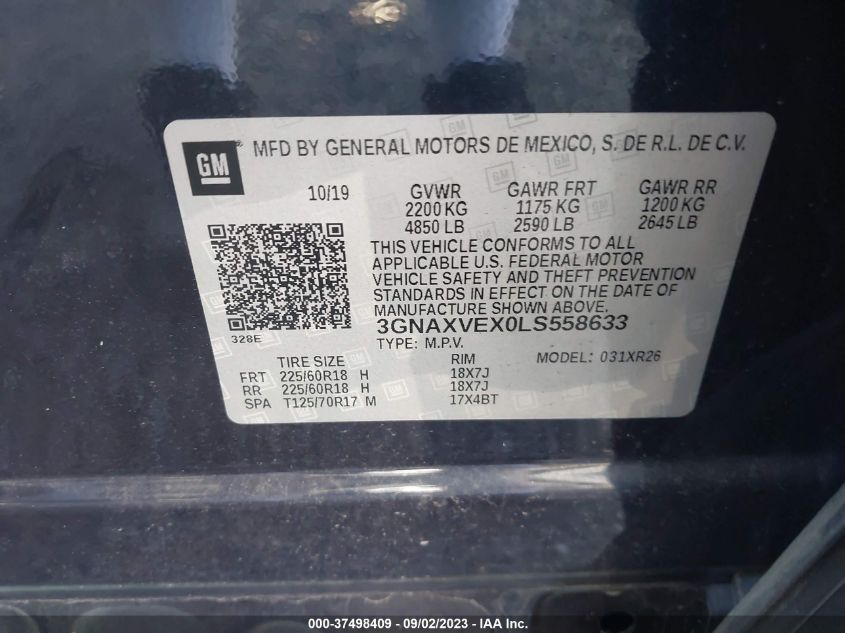 GM
MFD BY GENERAL MOTORS DE MEXICO, S. DE R.L. DE C.V.
10/19 GVWR GAWR FRT GAWR RR
2200 KG 1175 KG 1200 KG
4850 LB 2590 LB 2645 LB
THIS VEHICLE CONFORMS TO ALL
APPLICABLE U.S. FEDERAL MOTOR
VEHICLE SAFETY AND THEFT PREVENTION
STANDARDS IN EFFECT ON THE DATE OF
MANUFACTURE SHOWN ABOVE.
3GNAXVEX0LS558633
328E
TYPE: M.P.V. MODEL: 031XR26
TIRE SIZE RIM
FRT 225/60R18 H 18X7J
RR 225/60R18 H 18X7J
SPA T125/70R17 M 17X4BT
000-37498409 - 09/02/2023 - Copyright © - IAA Inc.